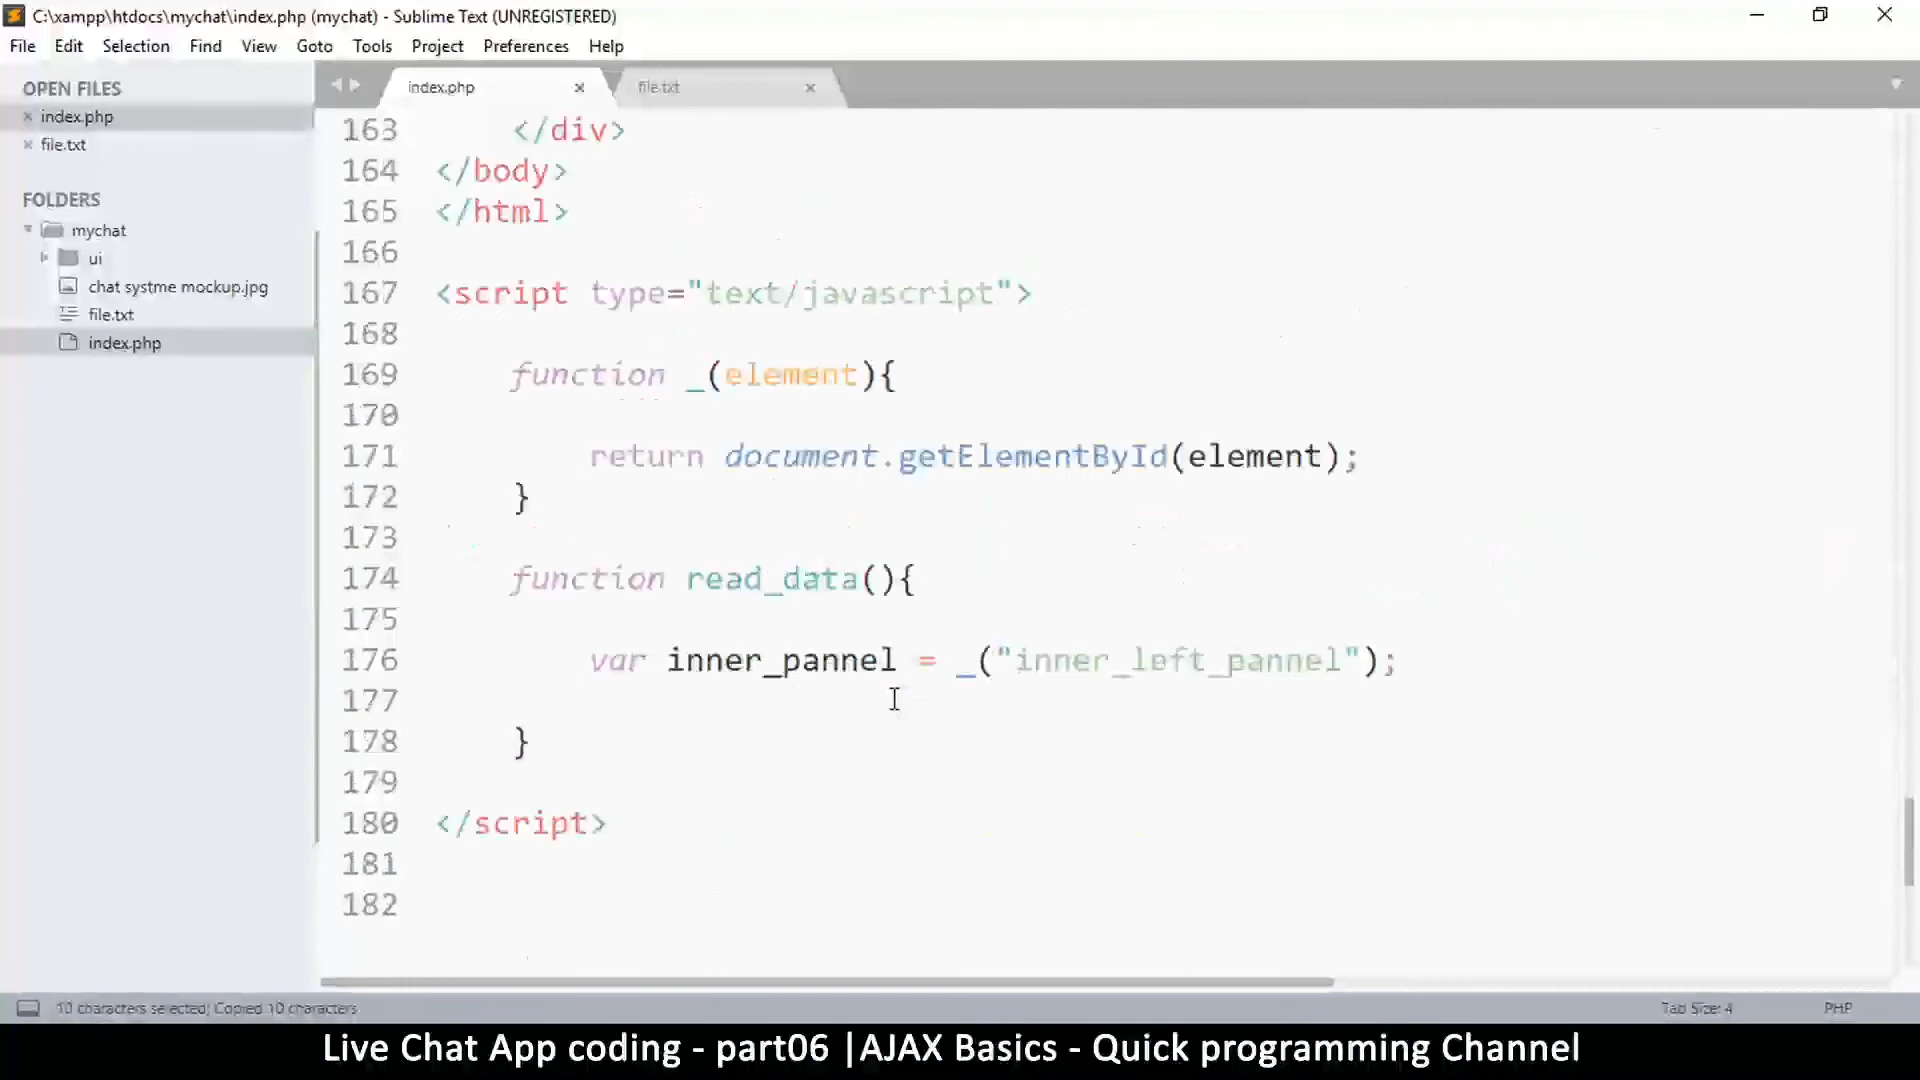 C:\xampp\htdocs\mychat\index.php (mychat) - Sublime Text (UNREGISTERED)
File Edit Selection Find View Goto Tools Project Preferences Help
OPEN FILES
index.php
file.txt
FOLDERS
mychat
ui
chat systme mockup.jpg
file.txt
index.php
index.php file.txt
163 </div>
164 </body>
165 </html>
166
167 <script type="text/javascript">
168
169 function _(element){
170
171 return document.getElementById(element);
172 }
173
174 function read_data(){
175
176 var inner_pannel = _("inner_left_pannel");
177
178 }
179
180 </script>
181
182
10 characters selected; Copied 10 characters Tab Size: 4 PHP
Live Chat App coding - part06 |AJAX Basics - Quick programming Channel